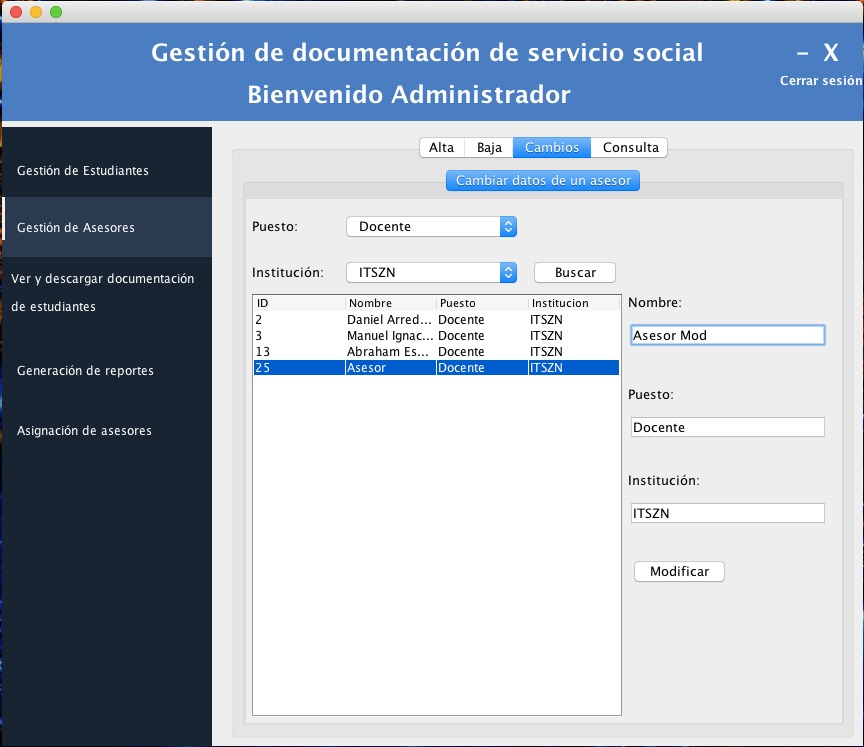 Gestión de documentación de servicio social
Bienvenido Administrador
– X
Cerrar sesión
Gestión de Estudiantes
Gestión de Asesores
Ver y descargar documentación
de estudiantes
Generación de reportes
Asignación de asesores
Alta Baja Cambios Consulta
Cambiar datos de un asesor
Puesto: Docente
Institución: ITSZN Buscar
ID Nombre Puesto Institucion
2 Daniel Arred... Docente ITSZN
3 Manuel Ignac... Docente ITSZN
13 Abraham Es... Docente ITSZN
25 Asesor Docente ITSZN
Nombre:
Asesor Mod
Puesto:
Docente
Institución:
ITSZN
Modificar